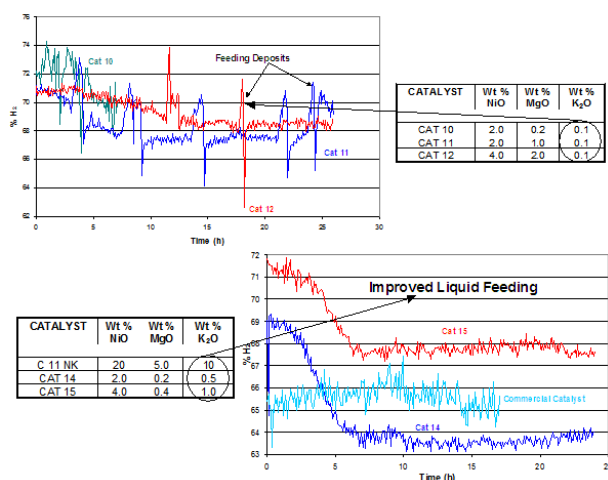 76
74
72
70
68
66
64
62
% H₂
0 5 10 15 20 25 30
Time (h)
Cat 10
Feeding Deposits
Cat 11
Cat 12
CATALYST Wt % NiO Wt % MgO Wt % K₂O
CAT 10 2.0 0.2 0.1
CAT 11 2.0 1.0 0.1
CAT 12 4.0 2.0 0.1
72
71
70
69
68
67
66
65
64
63
% H₂
0 5 10 15 20
Time (h)
Improved Liquid Feeding
Cat 15
Commercial Catalyst
Cat 14
CATALYST Wt % NiO Wt % MgO Wt % K₂O
C 11 NK 20 5.0 10
CAT 14 2.0 0.2 0.5
CAT 15 4.0 0.4 1.0